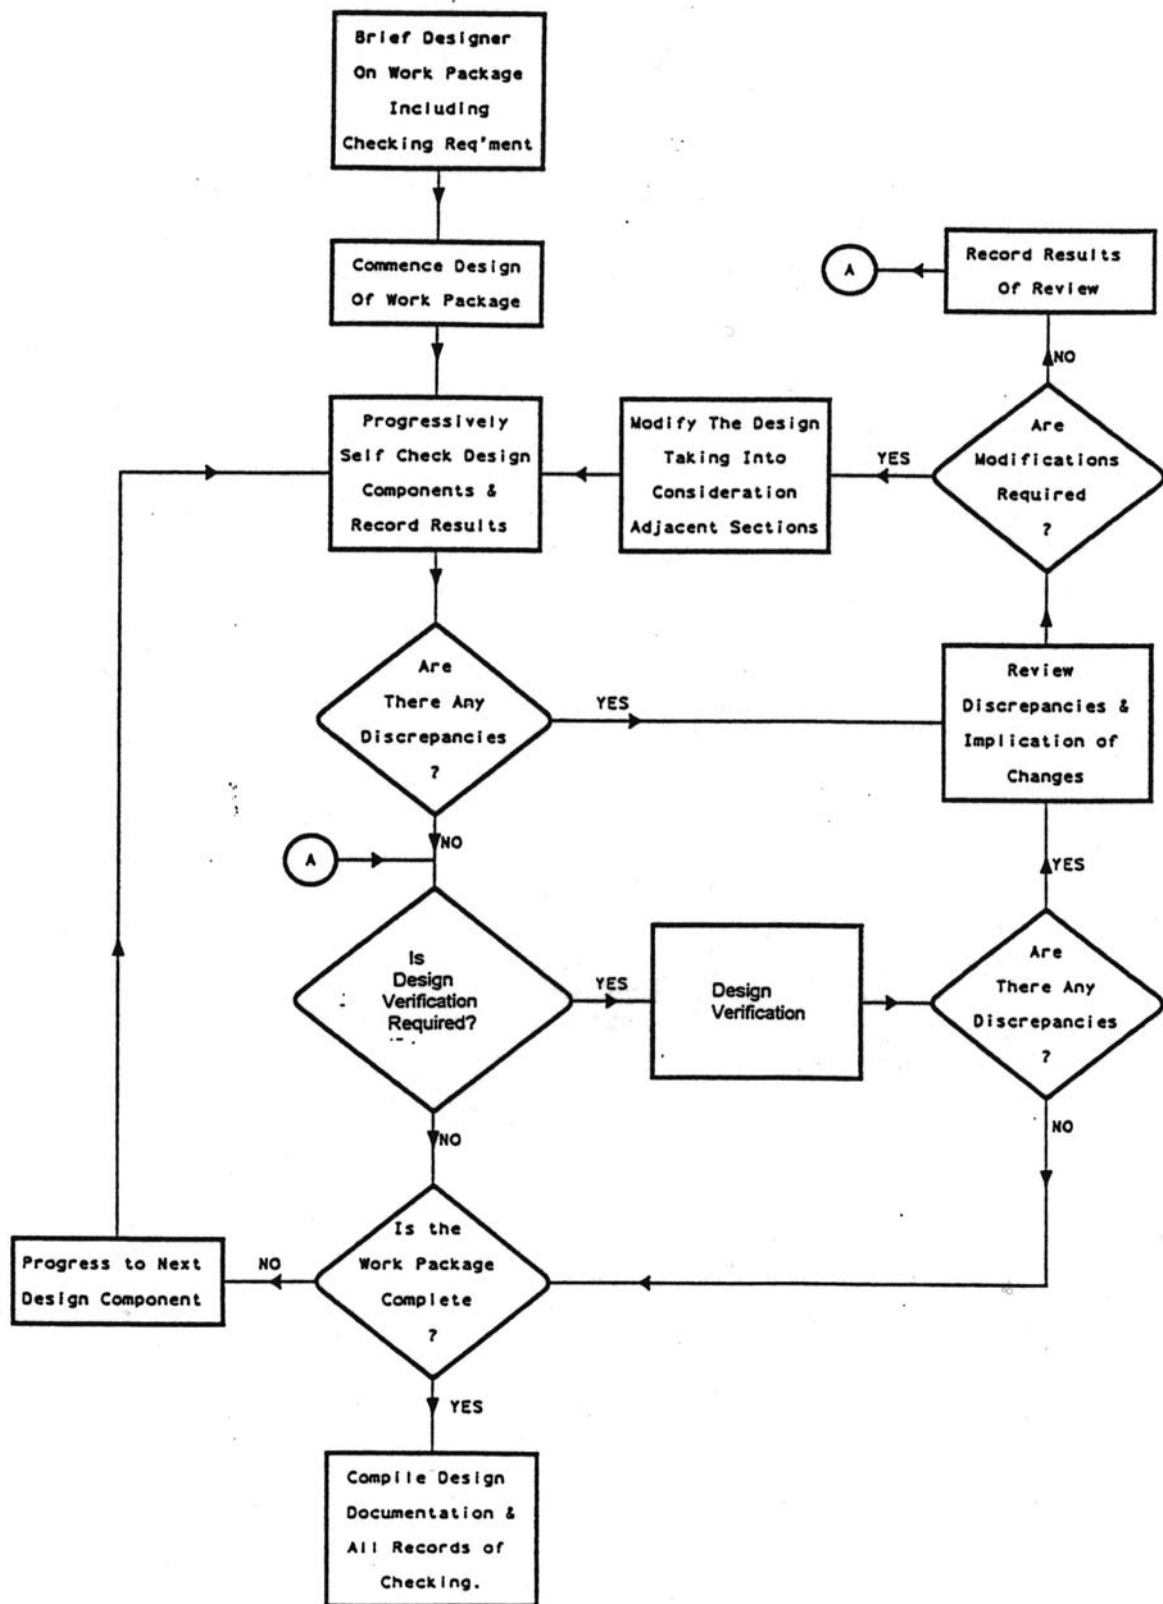 Brief Designer
On Work Package
Including
Checking Req'ment
Commence Design
Of Work Package
A
Record Results
Of Review
NO
Progressively
Self Check Design
Components &
Record Results
Modify The Design
Taking Into
Consideration
Adjacent Sections
YES
Are
Modifications
Required
?
Are
There Any
Discrepancies
?
YES
Review
Discrepancies &
Implication of
Changes
NO
A
YES
Is
Design
Verification
Required?
YES
Design
Verification
Are
There Any
Discrepancies
?
NO
NO
Progress to Next
Design Component
NO
Is the
Work Package
Complete
?
YES
Compile Design
Documentation &
All Records of
Checking.